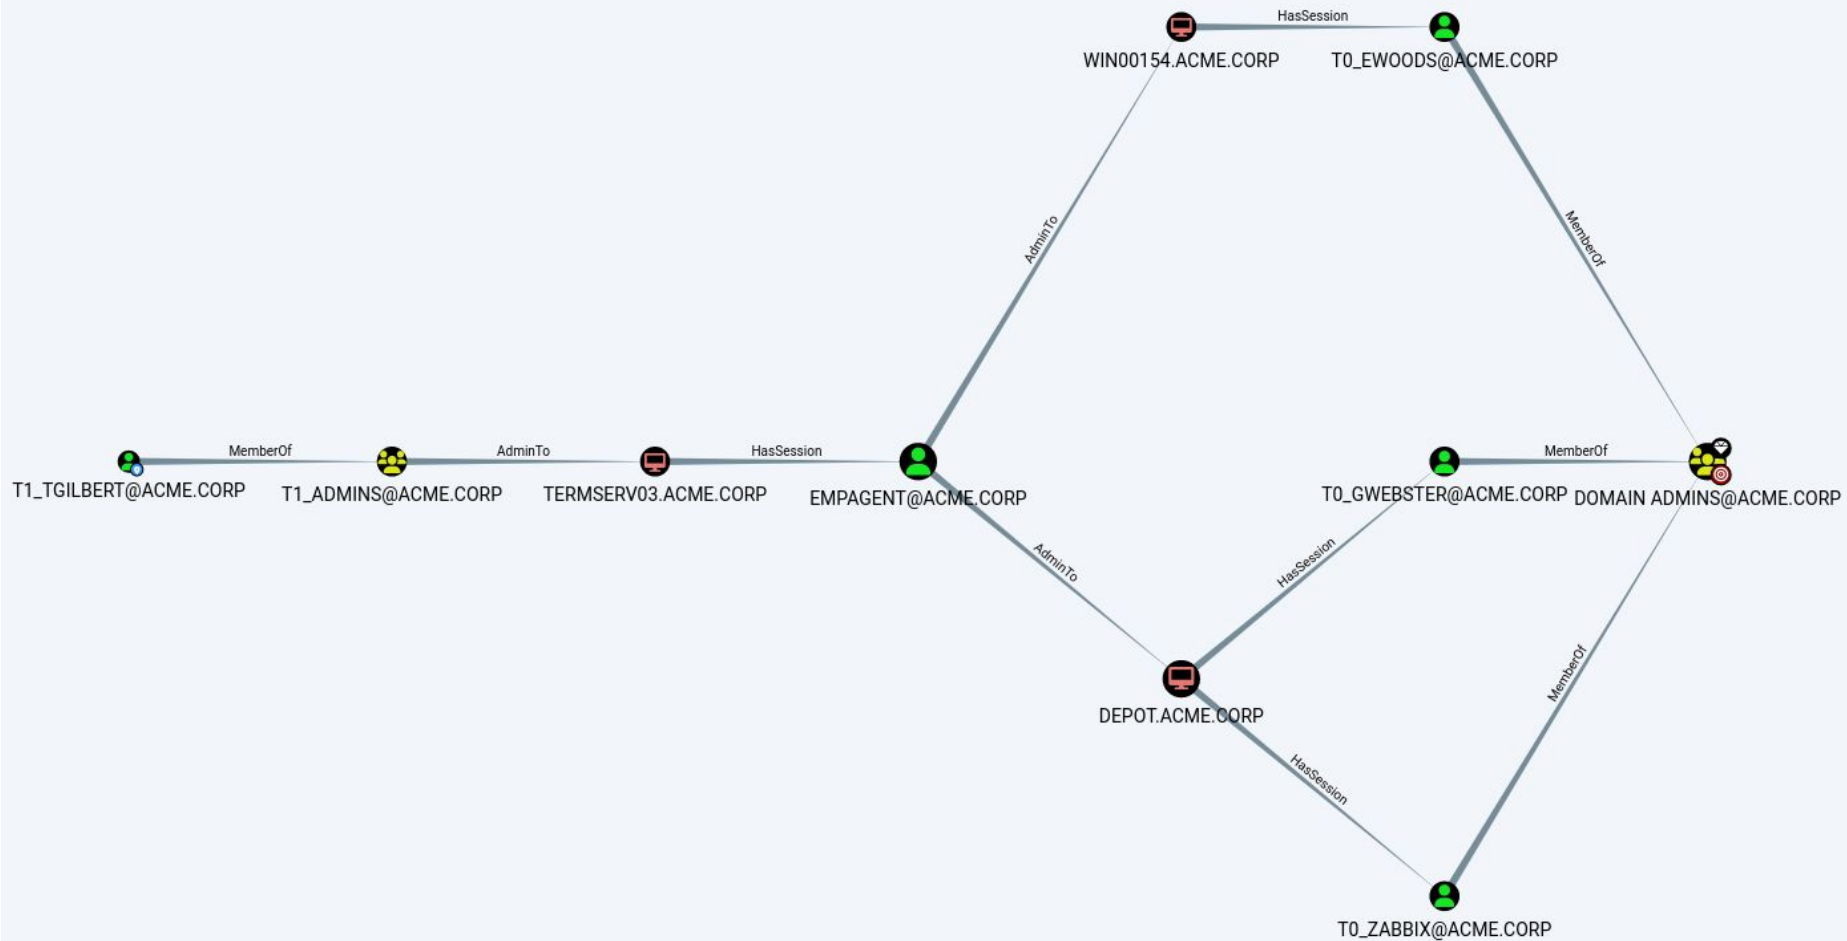 HasSession
WIN00154.ACME.CORP
T0_EWOODS@ACME.CORP
AdminTo
MemberOf
MemberOf
AdminTo
HasSession
MemberOf
T1_TGILBERT@ACME.CORP
T1_ADMINS@ACME.CORP
TERMSERV03.ACME.CORP
EMPAGENT@ACME.CORP
T0_GWEBSTER@ACME.CORP
DOMAIN ADMINS@ACME.CORP
AdminTo
HasSession
DEPOT.ACME.CORP
MemberOf
HasSession
T0_ZABBIX@ACME.CORP